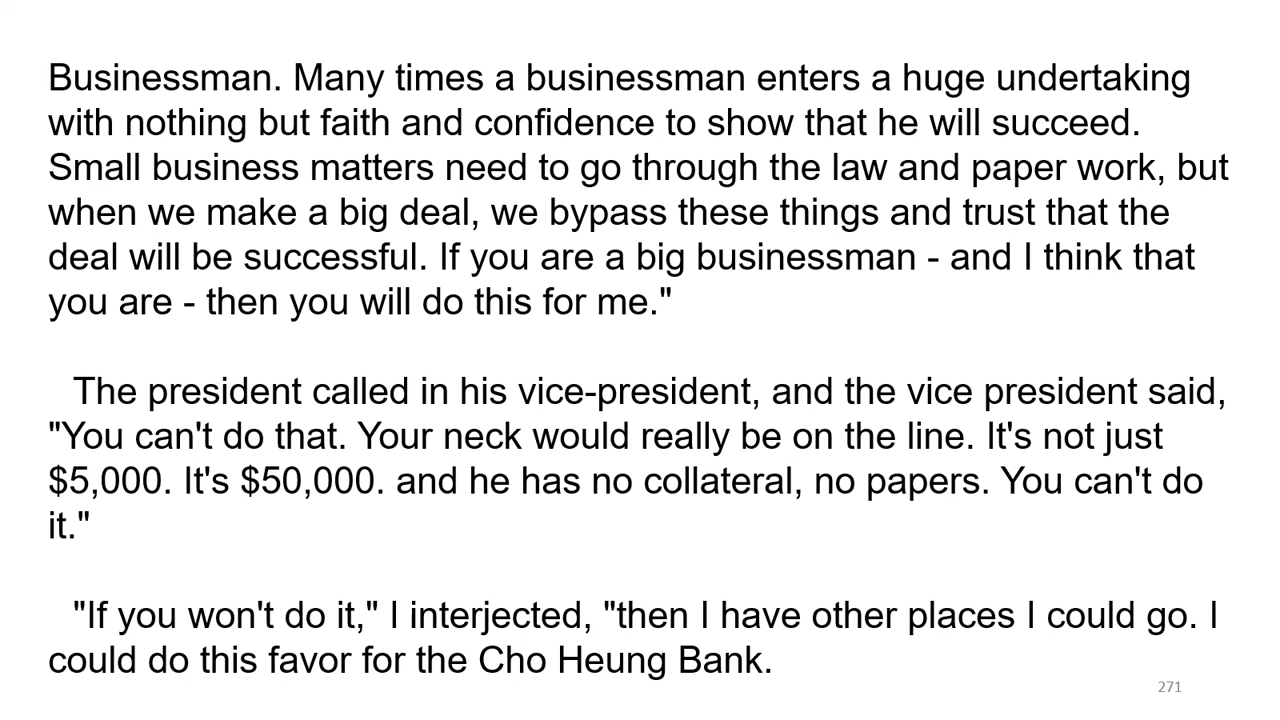 Businessman. Many times a businessman enters a huge undertaking
with nothing but faith and confidence to show that he will succeed.
Small business matters need to go through the law and paper work, but
when we make a big deal, we bypass these things and trust that the
deal will be successful. If you are a big businessman - and I think that
you are - then you will do this for me."
The president called in his vice-president, and the vice president said,
"You can't do that. Your neck would really be on the line. It's not just
$5,000. It's $50,000. and he has no collateral, no papers. You can't do
it."
"If you won't do it," I interjected, "then I have other places I could go. I
could do this favor for the Cho Heung Bank.
271